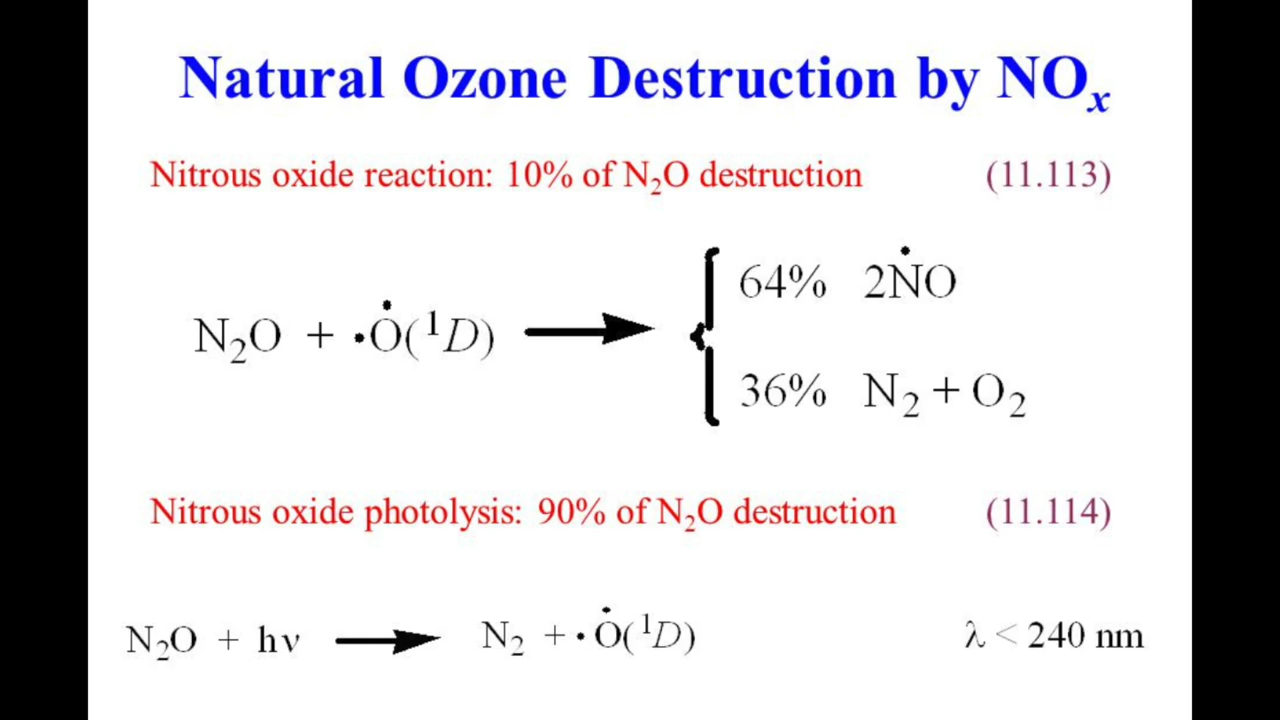 Natural Ozone Destruction by NOₓ
Nitrous oxide reaction: 10% of N₂O destruction (11.113)
64% 2ṄO
N₂O + ·Ȯ(¹D)
36% N₂ + O₂
Nitrous oxide photolysis: 90% of N₂O destruction (11.114)
N₂O + hν → N₂ + ·Ȯ(¹D) λ < 240 nm